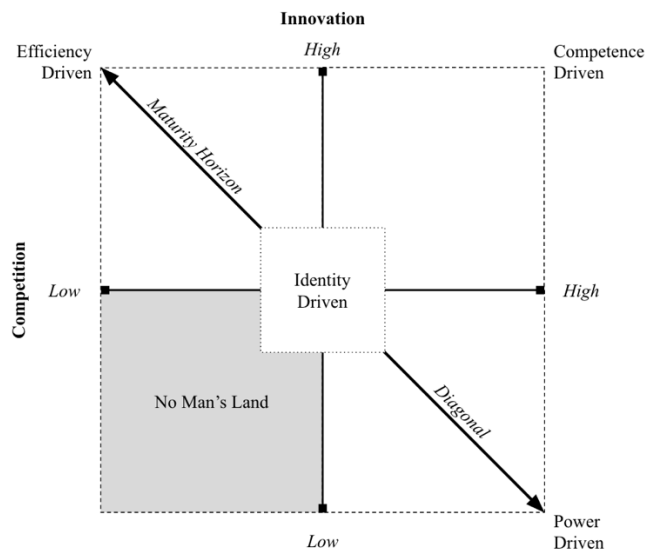 Innovation
Efficiency
Driven
High
Competence
Driven
Maturity Horizon
Competition
Low
Identity
Driven
High
No Man's Land
Diagonal
Low
Power
Driven